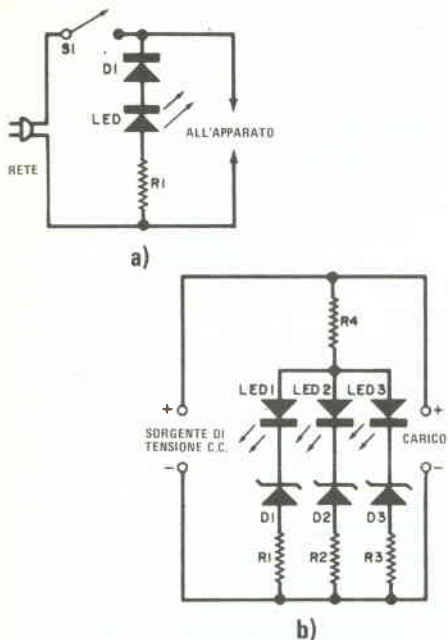 S1
D1
LED
ALL'APPARATO
RETE
R1
a)
R4
LED1 LED2 LED3
+ +
SORGENTE DI
TENSIONE C.C.
CARICO
- -
D1 D2 D3
R1 R2 R3
b)